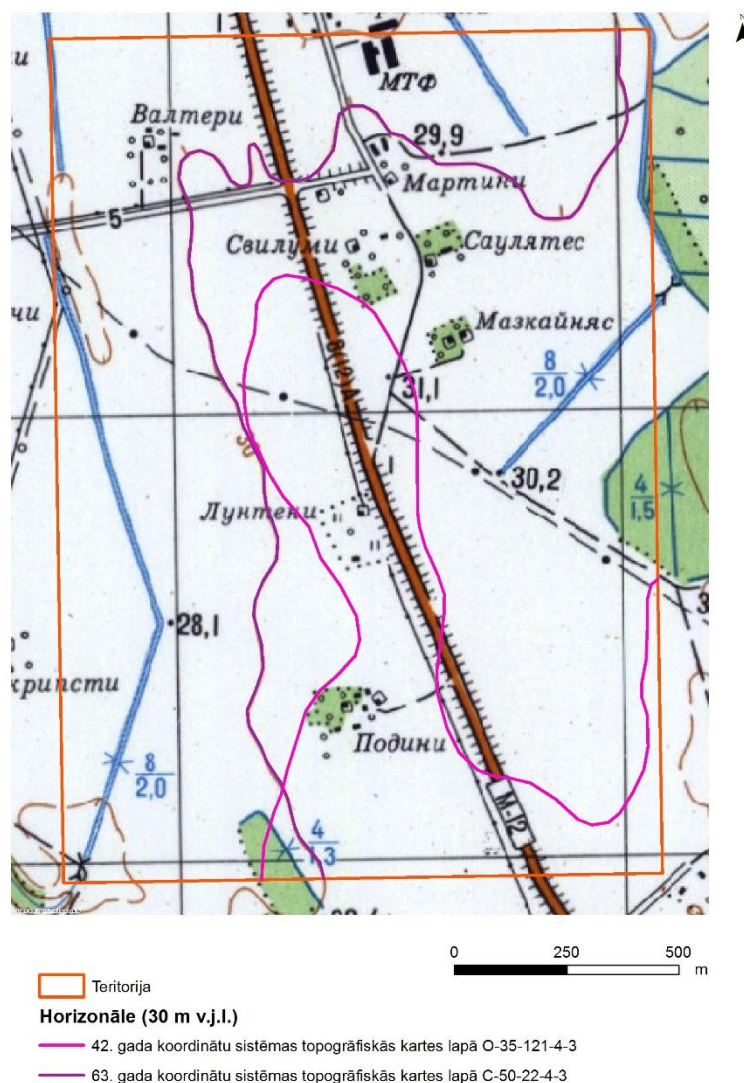 N
МТФ
Валтери
29,9
Мартини
5
Свилуми
Саулятес
чи
Мазкайняс
8
2,0
8(12)А
31,1
30
30,2
4
1,5
Лунтени
28,1
крипсти
Подини
8
2,0
4
1,3
М-12
0 250 500
m
Teritorija
Horizonāle (30 m v.j.l.)
42. gada koordinātu sistēmas topogrāfiskās kartes lapā O-35-121-4-3
63. gada koordinātu sistēmas topogrāfiskās kartes lapā C-50-22-4-3